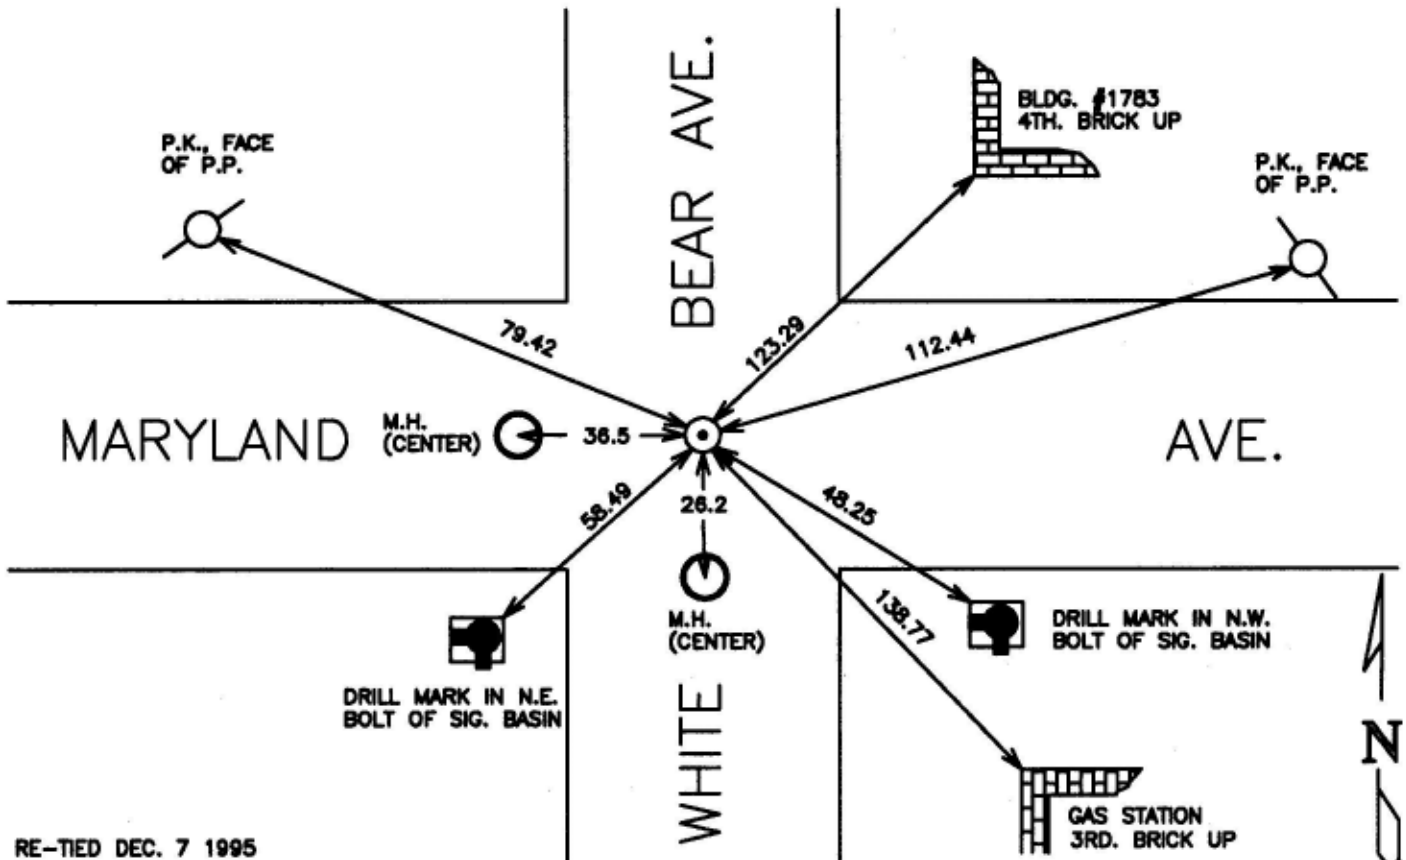 BEAR AVE.
BLDG. #1783
4TH. BRICK UP
P.K., FACE
OF P.P.
P.K., FACE
OF P.P.
79.42
123.29
112.44
MARYLAND
M.H.
(CENTER)
36.5
AVE.
58.49
26.2
48.25
138.77
M.H.
(CENTER)
DRILL MARK IN N.W.
BOLT OF SIG. BASIN
DRILL MARK IN N.E.
BOLT OF SIG. BASIN
WHITE
N
GAS STATION
3RD. BRICK UP
RE-TIED DEC. 7 1995